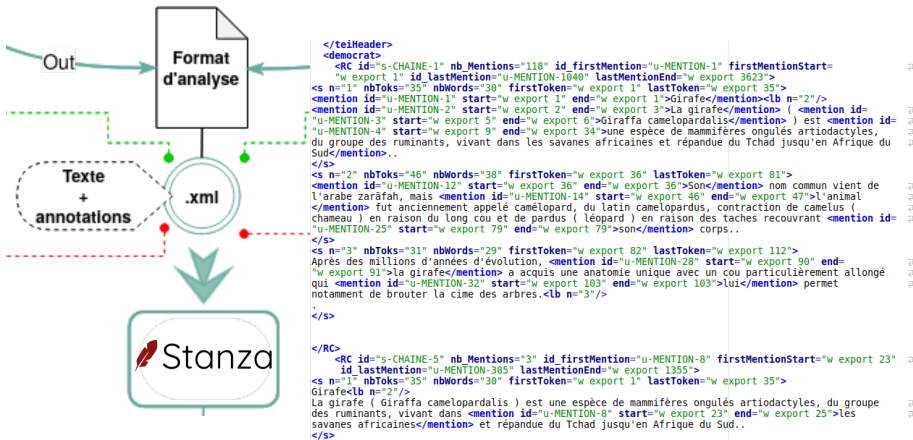 Out
Format
d'analyse
Texte
+
annotations
.xml
Stanza
</teiHeader>
<democrat>
<RC id="s-CHAINE-1" nb_Mentions="118" id_firstMention="u-MENTION-1" firstMentionStart=
"w export 1" id_lastMention="u-MENTION-1040" lastMentionEnd="w export 3623">
<s n="1" nbToks="35" nbWords="30" firstToken="w export 1" lastToken="w export 35">
<mention id="u-MENTION-1" start="w export 1" end="w export 1">Girafe</mention><lb n="2"/>
<mention id="u-MENTION-2" start="w export 2" end="w export 3">La girafe</mention> ( <mention id=
"u-MENTION-3" start="w export 5" end="w export 6">Giraffa camelopardalis</mention> ) est <mention id=
"u-MENTION-4" start="w export 9" end="w export 34">une espèce de mammifères ongulés artiodactyles,
du groupe des ruminants, vivant dans les savanes africaines et répandue du Tchad jusqu'en Afrique du
Sud</mention>..
</s>
<s n="2" nbToks="46" nbWords="38" firstToken="w export 36" lastToken="w export 81">
<mention id="u-MENTION-12" start="w export 36" end="w export 36">Son</mention> nom commun vient de
l'arabe zarāfah, mais <mention id="u-MENTION-14" start="w export 46" end="w export 47">l'animal
</mention> fut anciennement appelé camélopard, du latin camelopardus, contraction de camelus (
chameau ) en raison du long cou et de pardus ( léopard ) en raison des taches recouvrant <mention id=
"u-MENTION-25" start="w export 79" end="w export 79">son</mention> corps..
</s>
<s n="3" nbToks="31" nbWords="29" firstToken="w export 82" lastToken="w export 112">
Après des millions d'années d'évolution, <mention id="u-MENTION-28" start="w export 90" end=
"w export 91">la girafe</mention> a acquis une anatomie unique avec un cou particulièrement allongé
qui <mention id="u-MENTION-32" start="w export 103" end="w export 103">lui</mention> permet
notamment de brouter la cime des arbres.<lb n="3"/>
.
</s>
</RC>
<RC id="s-CHAINE-5" nb_Mentions="3" id_firstMention="u-MENTION-8" firstMentionStart="w export 23"
id_lastMention="u-MENTION-385" lastMentionEnd="w export 1355">
<s n="1" nbToks="35" nbWords="30" firstToken="w export 1" lastToken="w export 35">
Girafe<lb n="2"/>
La girafe ( Giraffa camelopardalis ) est une espèce de mammifères ongulés artiodactyles, du groupe
des ruminants, vivant dans <mention id="u-MENTION-8" start="w export 23" end="w export 25">les
savanes africaines</mention> et répandue du Tchad jusqu'en Afrique du Sud..
</s>